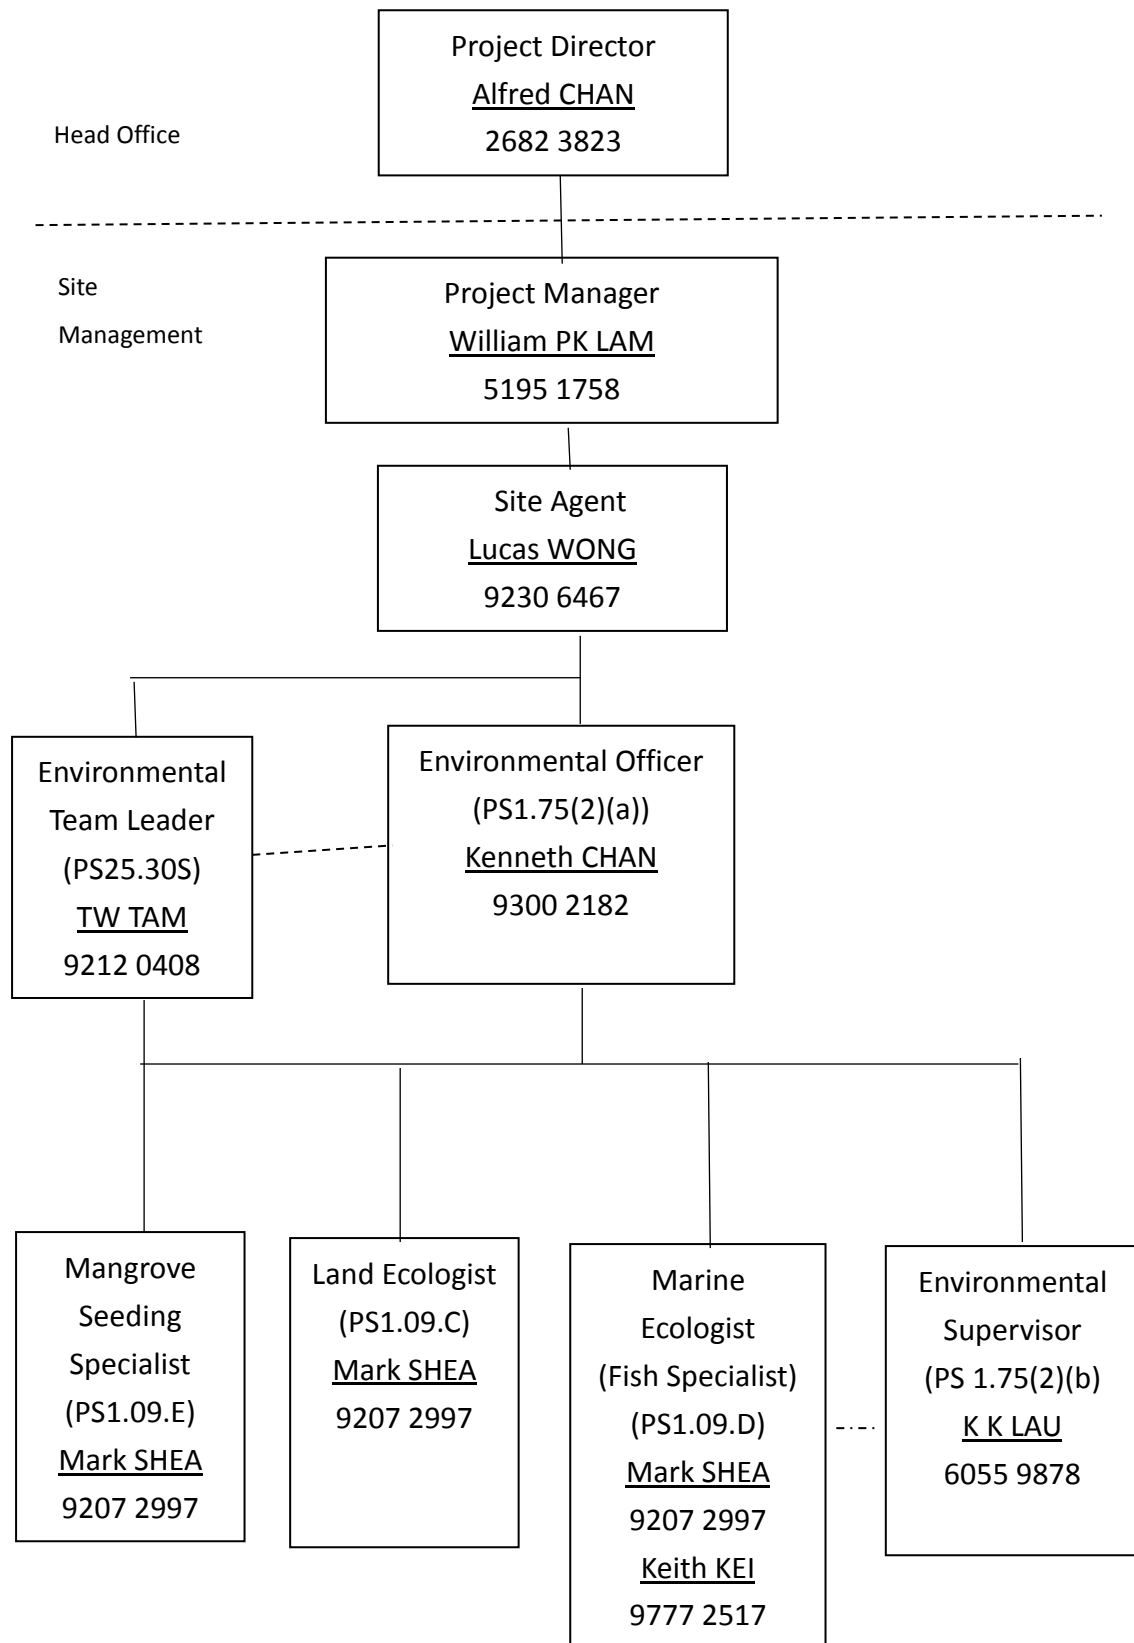 Project Director
Alfred CHAN
2682 3823
Head Office
Site
Management
Project Manager
William PK LAM
5195 1758
Site Agent
Lucas WONG
9230 6467
Environmental
Team Leader
(PS25.30S)
TW TAM
9212 0408
Environmental Officer
(PS1.75(2)(a))
Kenneth CHAN
9300 2182
Mangrove
Seeding
Specialist
(PS1.09.E)
Mark SHEA
9207 2997
Land Ecologist
(PS1.09.C)
Mark SHEA
9207 2997
Marine
Ecologist
(Fish Specialist)
(PS1.09.D)
Mark SHEA
9207 2997
Keith KEI
9777 2517
Environmental
Supervisor
(PS 1.75(2)(b)
K K LAU
6055 9878